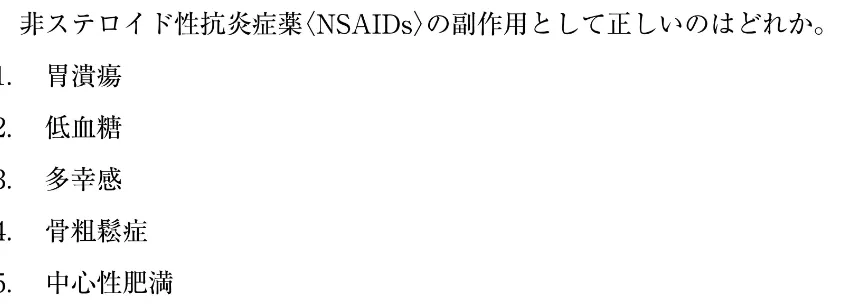 非ステロイド性抗炎症薬〈NSAIDs〉の副作用として正しいのはどれか。
1. 胃潰瘍
2. 低血糖
3. 多幸感
4. 骨粗鬆症
5. 中心性肥満